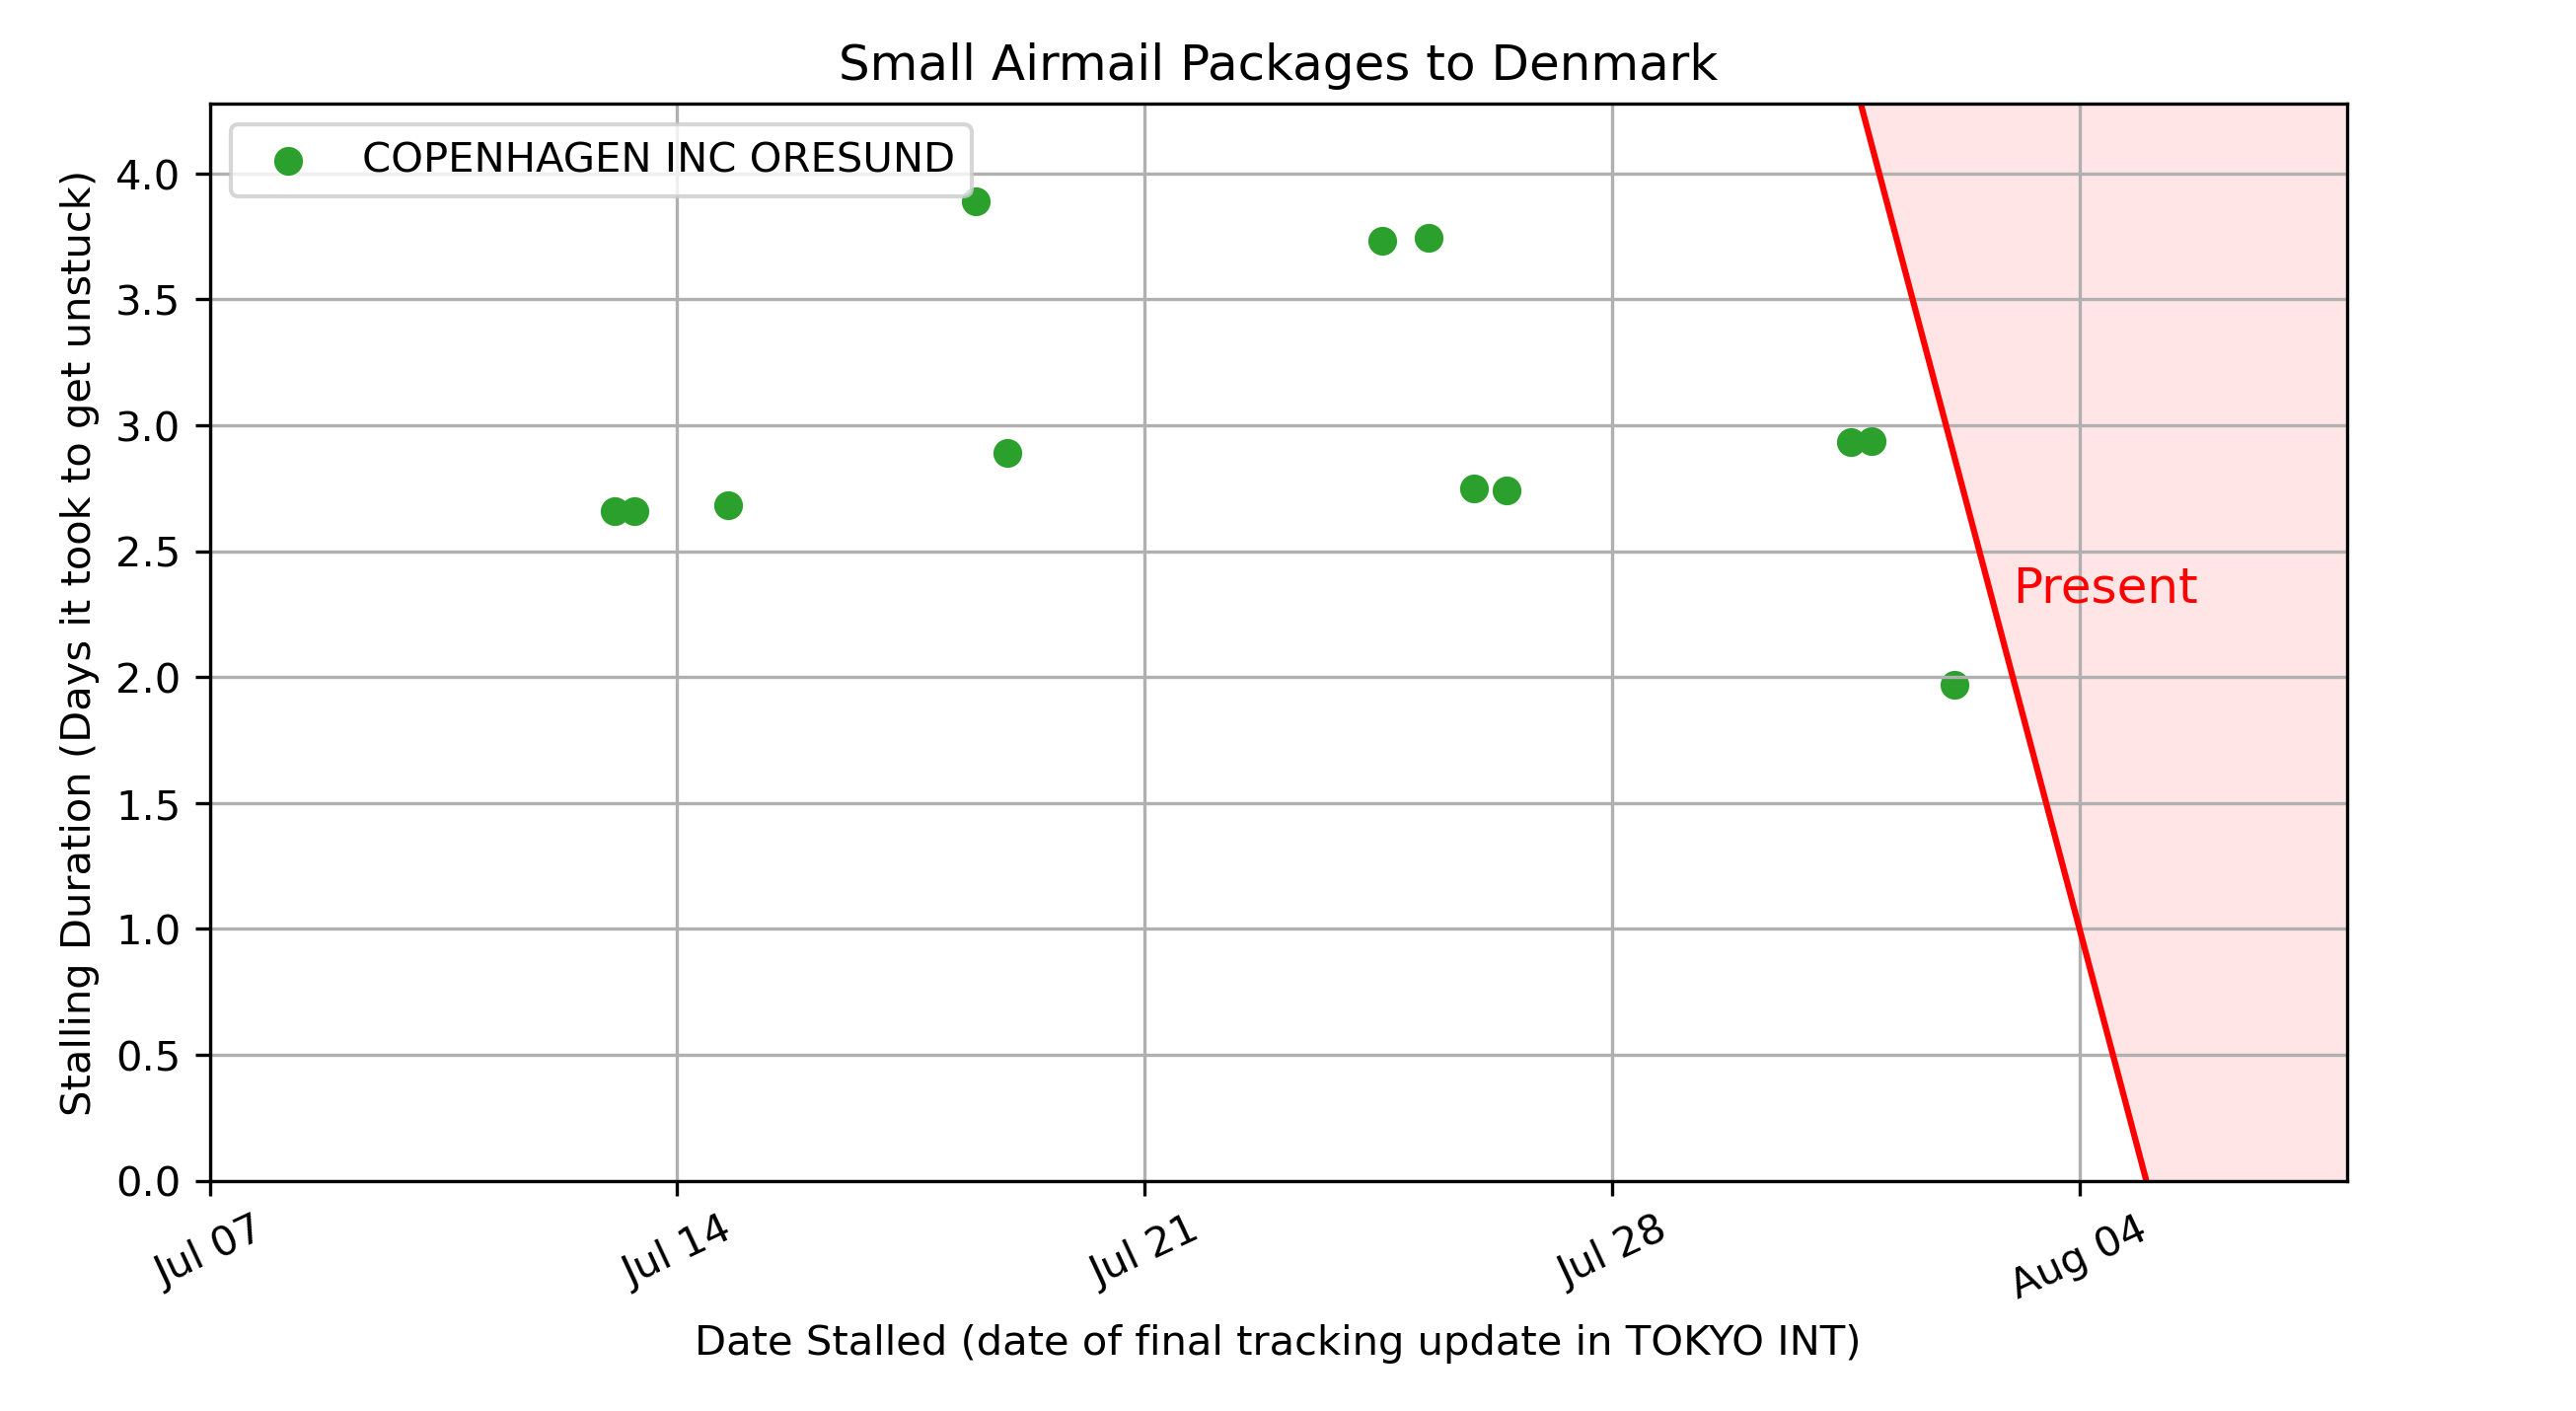 Small Airmail Packages to Denmark
COPENHAGEN INC ORESUND
Stalling Duration (Days it took to get unstuck)
4.0
3.5
3.0
2.5
2.0
1.5
1.0
0.5
0.0
Present
Jul 07
Jul 14
Jul 21
Jul 28
Aug 04
Date Stalled (date of final tracking update in TOKYO INT)